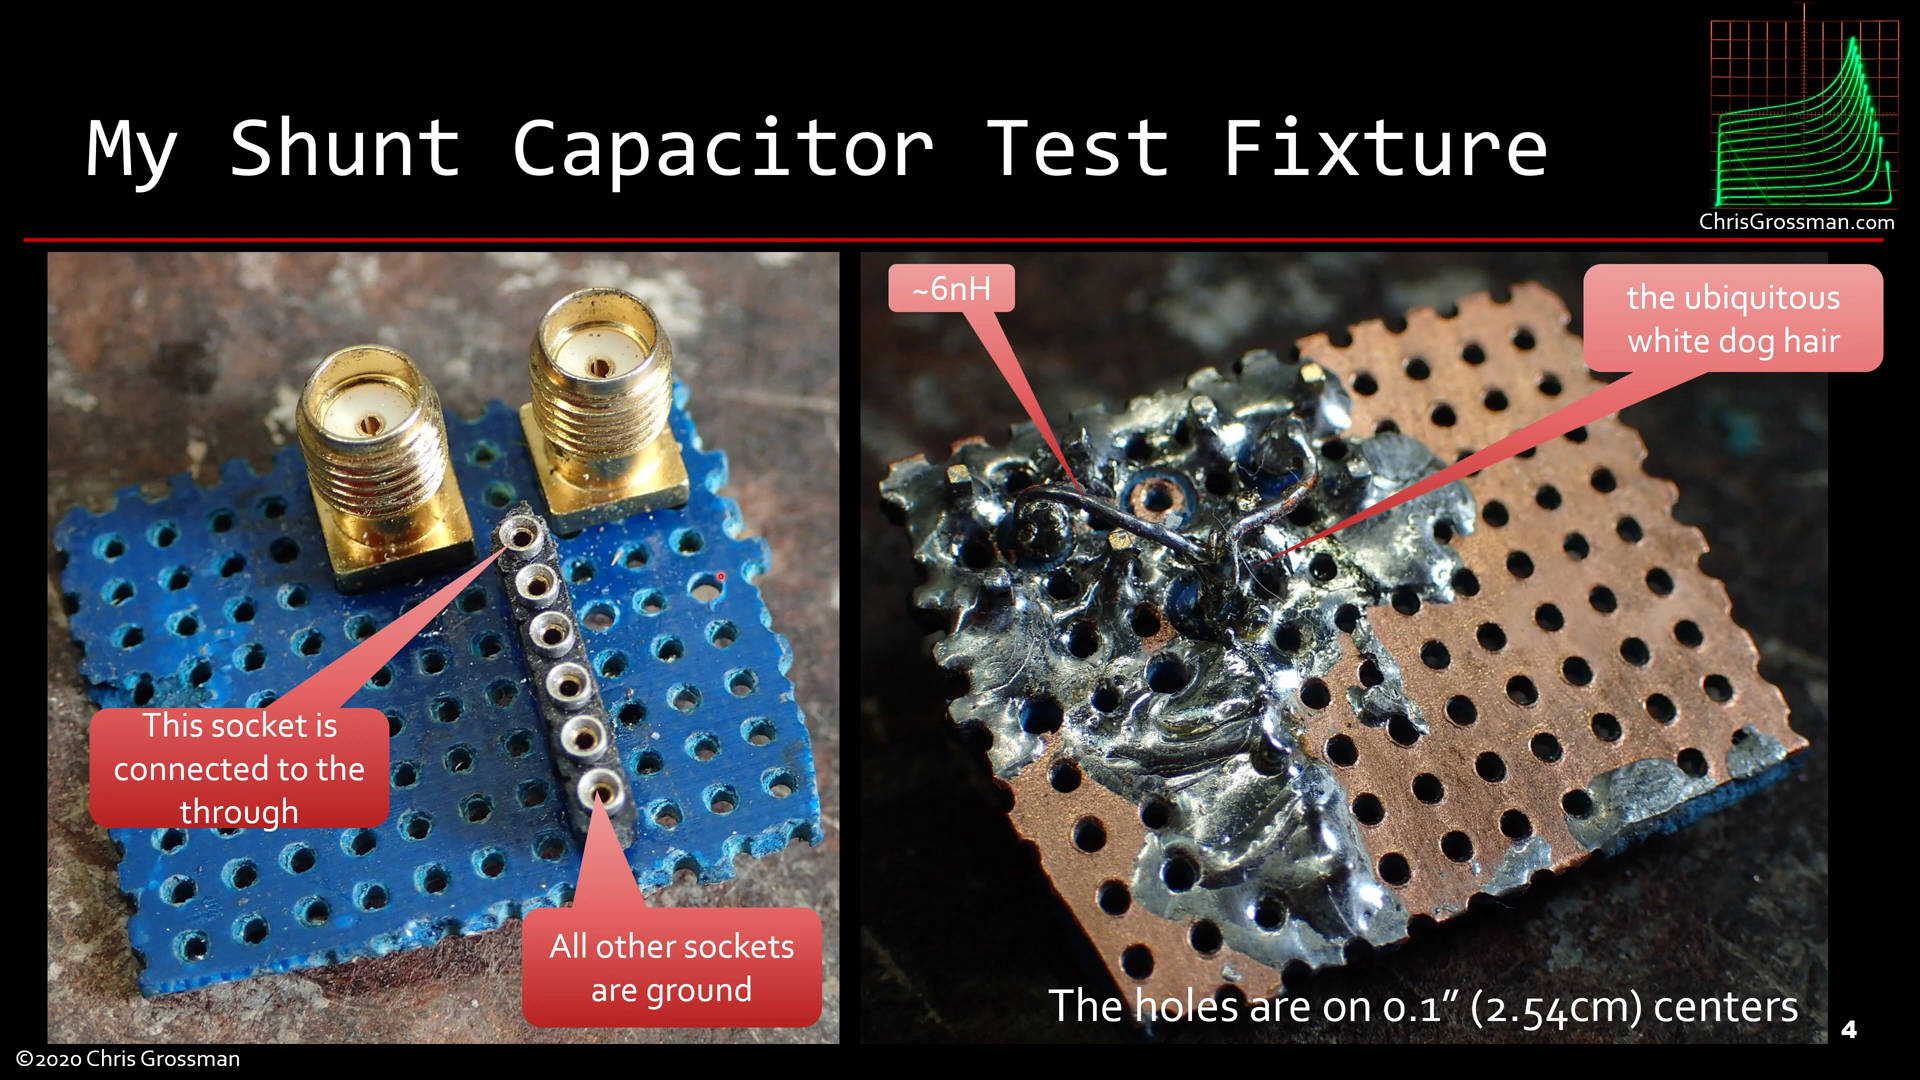 My Shunt Capacitor Test Fixture
ChrisGrossman.com
~6nH
the ubiquitous
white dog hair
This socket is
connected to the
through
All other sockets
are ground
The holes are on 0.1” (2.54cm) centers
4
©2020 Chris Grossman